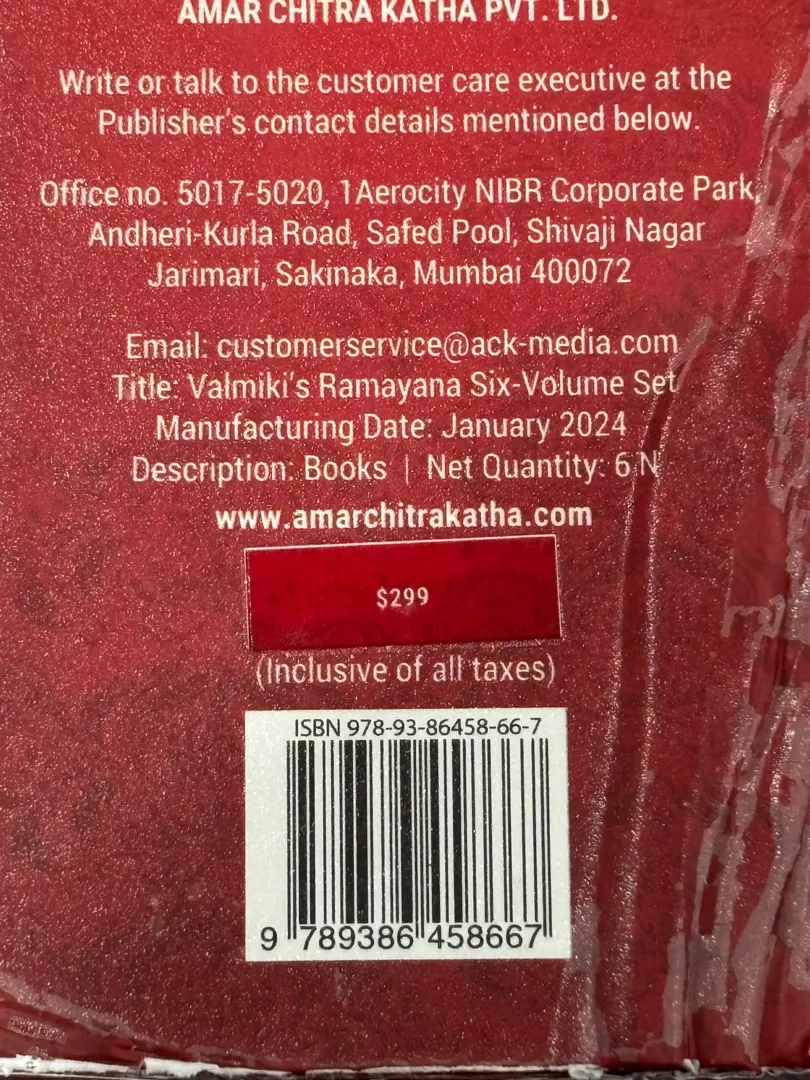 AMAR CHITRA KATHA PVT. LTD.
Write or talk to the customer care executive at the
Publisher's contact details mentioned below.
Office no. 5017-5020, 1Aerocity NIBR Corporate Park,
Andheri-Kurla Road, Safed Pool, Shivaji Nagar
Jarimari, Sakinaka, Mumbai 400072
Email: customerservice@ack-media.com
Title: Valmiki's Ramayana Six-Volume Set
Manufacturing Date: January 2024
Description: Books | Net Quantity: 6 N
www.amarchitrakatha.com
$299
(Inclusive of all taxes)
ISBN 978-93-86458-66-7
9 789386 458667